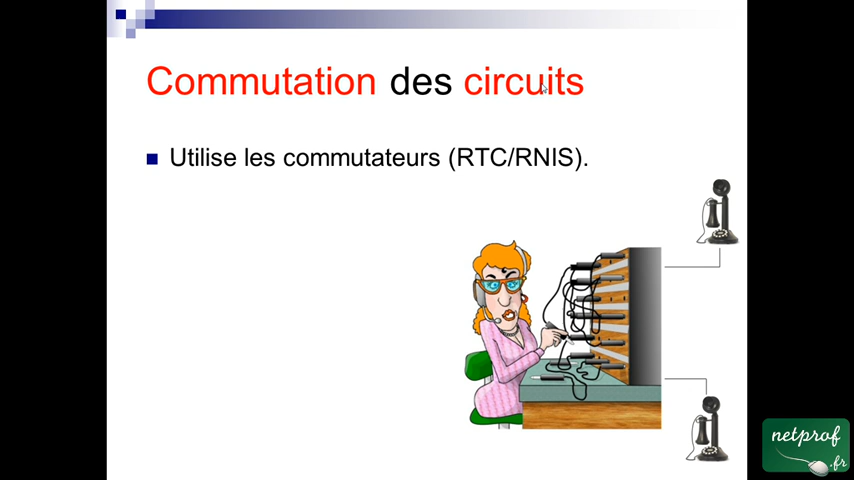 Commutation des circuits
Utilise les commutateurs (RTC/RNIS).
netprof
.fr